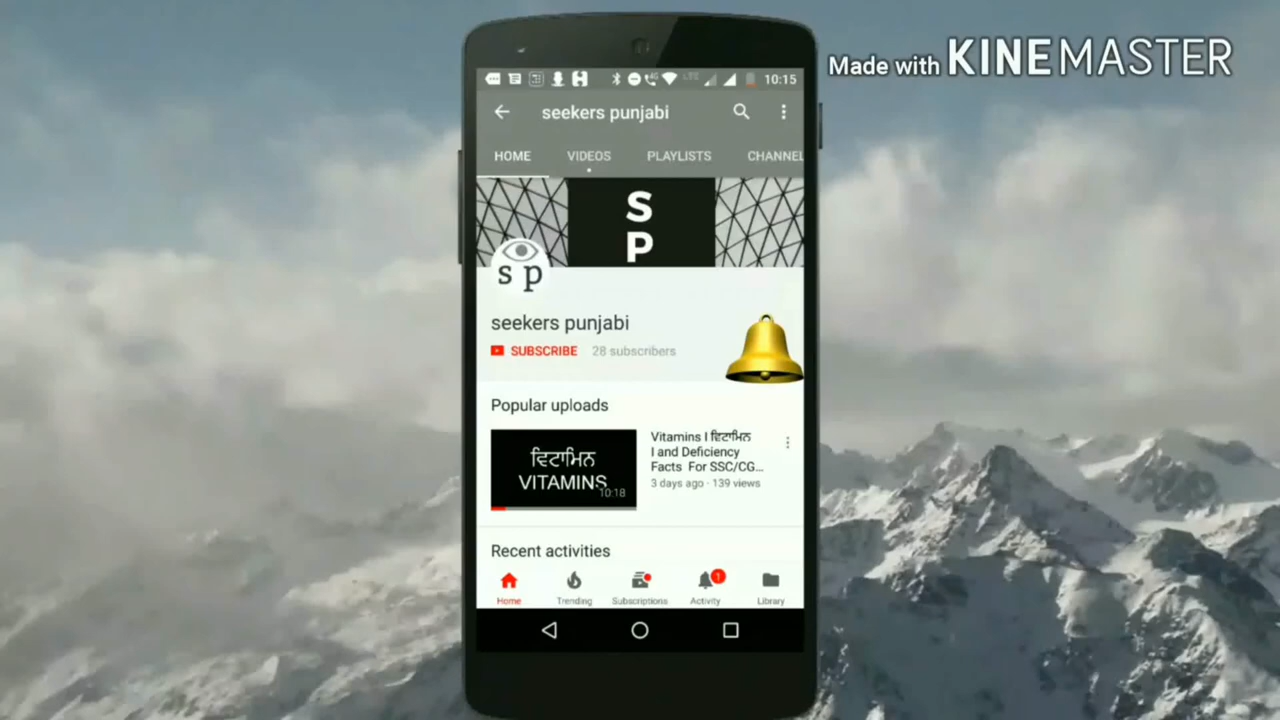 Made with KINEMASTER
LTE 10:15
seekers punjabi
HOME VIDEOS PLAYLISTS CHANNEL
S
P
s p
seekers punjabi
SUBSCRIBE 28 subscribers
Popular uploads
ਵਿਟਾਮਿਨ
VITAMINS
10:18
Vitamins I ਵਿਟਾਮਿਨ
I and Deficiency
Facts For SSC/CG...
3 days ago · 139 views
Recent activities
1
Home Trending Subscriptions Activity Library